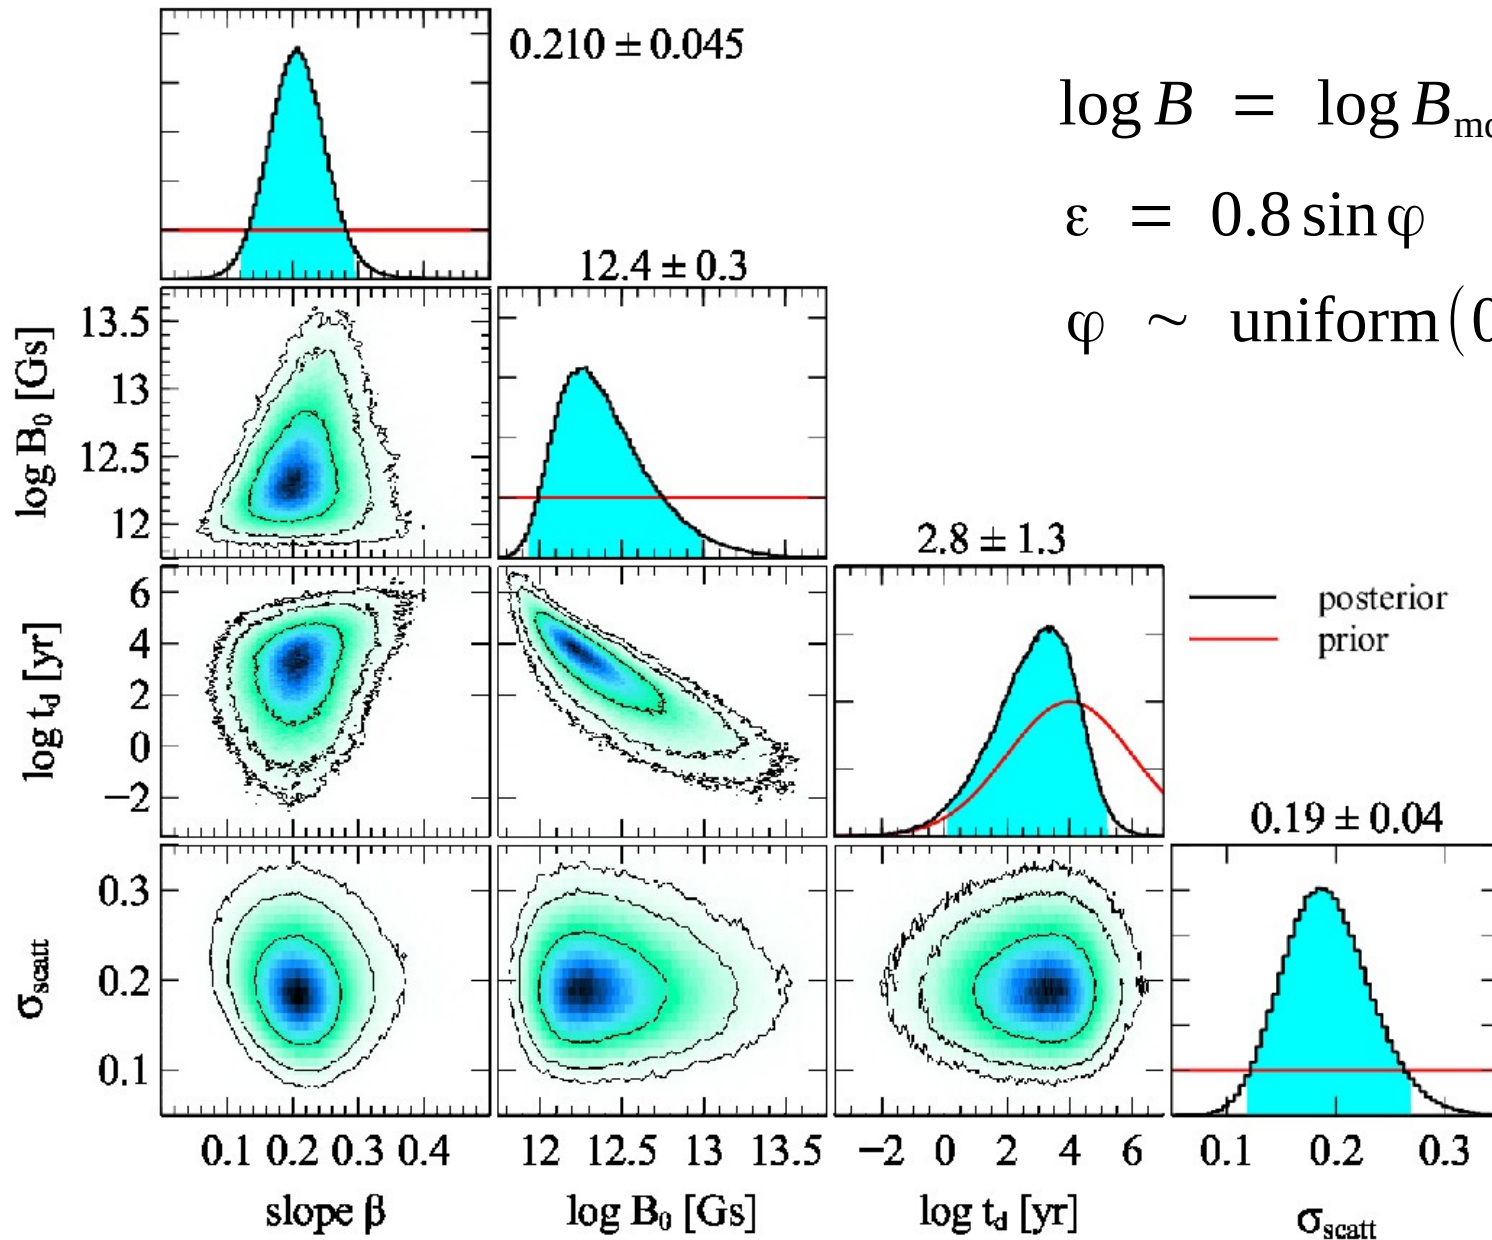 0.210 ± 0.045
log B = log B
ε = 0.8 sin φ
12.4 ± 0.3
φ ~ uniform(0
13.5
13
12.5
12
log B₀ [Gs]
2.8 ± 1.3
posterior
prior
6
4
2
0
−2
log t_d [yr]
0.19 ± 0.04
0.3
0.2
0.1
σ_scatt
0.1 0.2 0.3 0.4
12 12.5 13 13.5
−2 0 2 4 6
0.1 0.2 0.3
slope β
log B₀ [Gs]
log t_d [yr]
σ_scatt